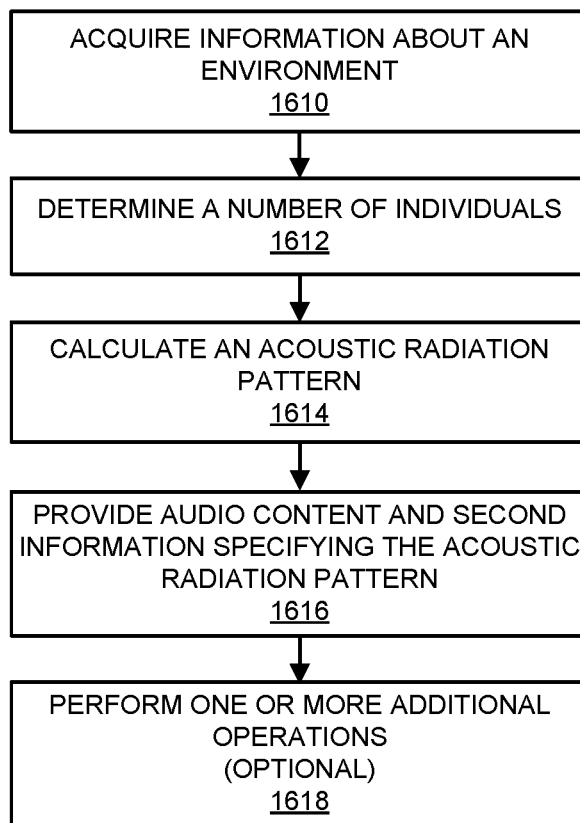 ACQUIRE INFORMATION ABOUT AN
ENVIRONMENT
1610
DETERMINE A NUMBER OF INDIVIDUALS
1612
CALCULATE AN ACOUSTIC RADIATION
PATTERN
1614
PROVIDE AUDIO CONTENT AND SECOND
INFORMATION SPECIFYING THE ACOUSTIC
RADIATION PATTERN
1616
PERFORM ONE OR MORE ADDITIONAL
OPERATIONS
(OPTIONAL)
1618